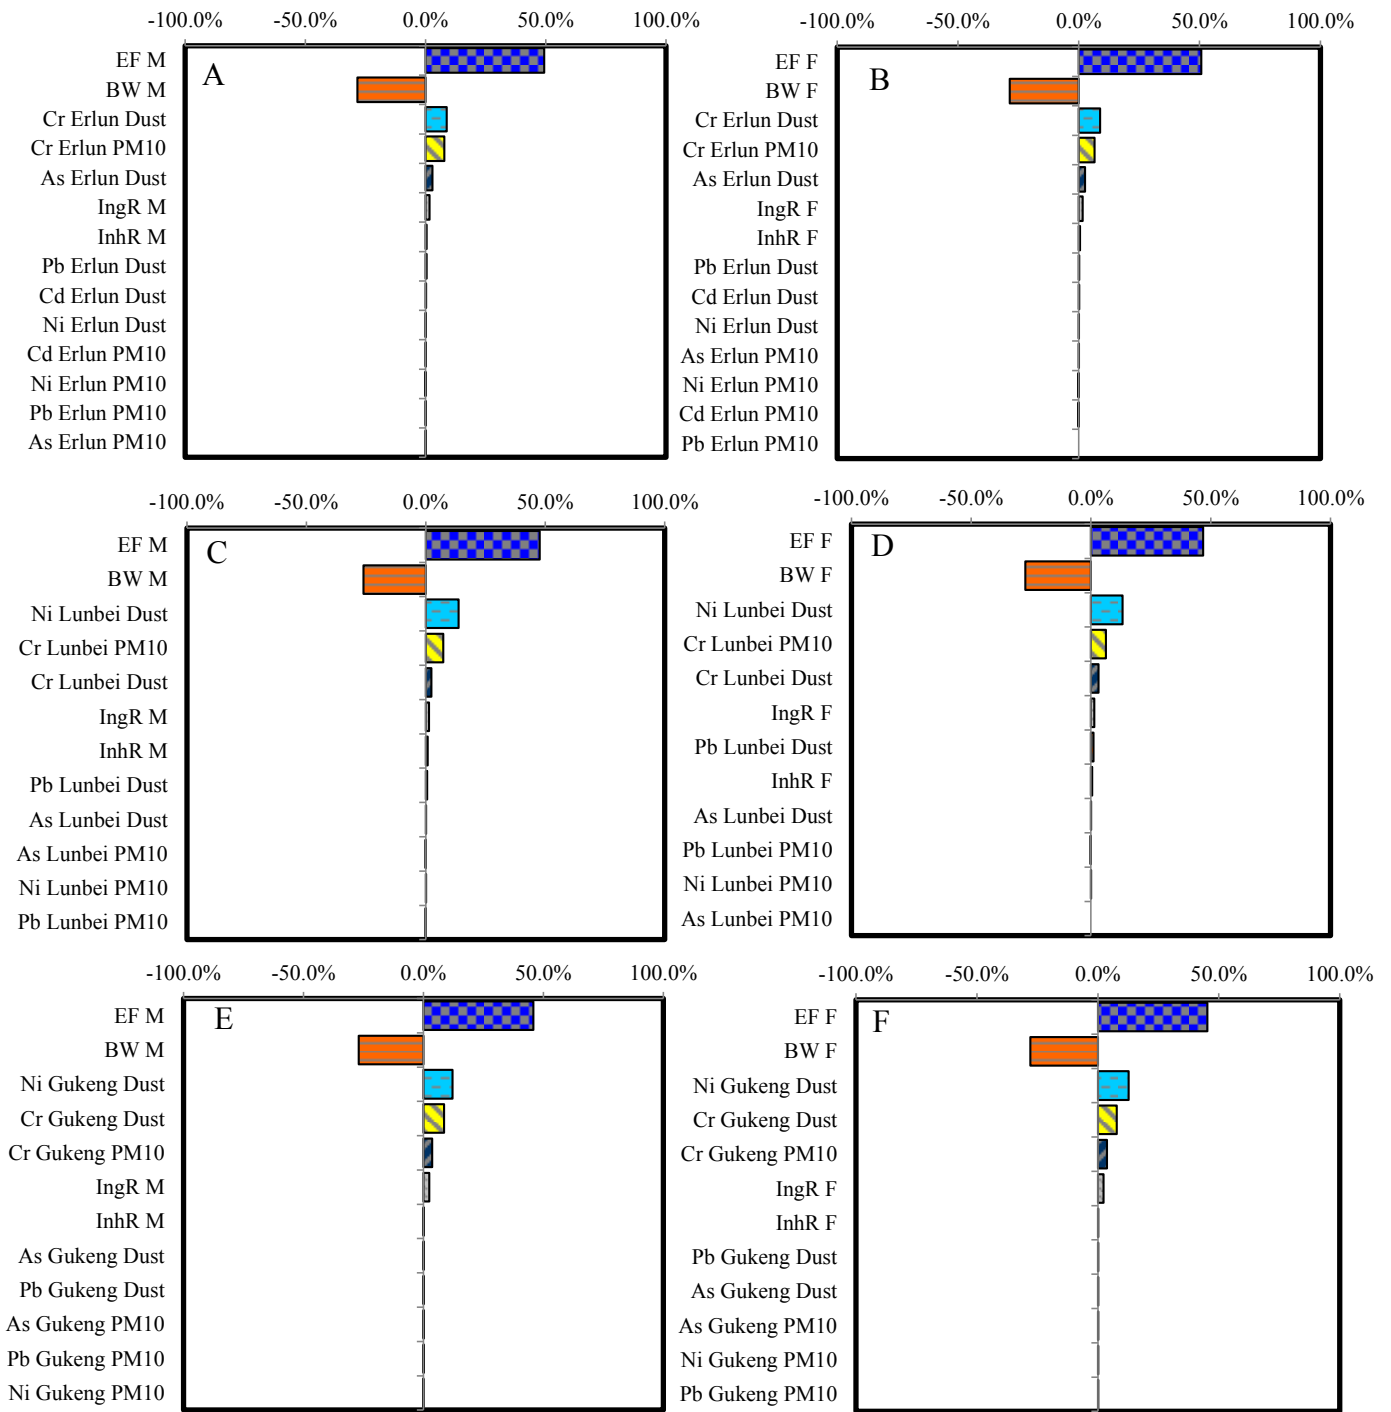 -100.0% -50.0% 0.0% 50.0% 100.0%
A
EF M
BW M
Cr Erlun Dust
Cr Erlun PM10
As Erlun Dust
IngR M
InhR M
Pb Erlun Dust
Cd Erlun Dust
Ni Erlun Dust
Cd Erlun PM10
Ni Erlun PM10
Pb Erlun PM10
As Erlun PM10
-100.0% -50.0% 0.0% 50.0% 100.0%
B
EF F
BW F
Cr Erlun Dust
Cr Erlun PM10
As Erlun Dust
IngR F
InhR F
Pb Erlun Dust
Cd Erlun Dust
Ni Erlun Dust
As Erlun PM10
Ni Erlun PM10
Cd Erlun PM10
Pb Erlun PM10
-100.0% -50.0% 0.0% 50.0% 100.0%
C
EF M
BW M
Ni Lunbei Dust
Cr Lunbei PM10
Cr Lunbei Dust
IngR M
InhR M
Pb Lunbei Dust
As Lunbei Dust
As Lunbei PM10
Ni Lunbei PM10
Pb Lunbei PM10
-100.0% -50.0% 0.0% 50.0% 100.0%
D
EF F
BW F
Ni Lunbei Dust
Cr Lunbei PM10
Cr Lunbei Dust
IngR F
Pb Lunbei Dust
InhR F
As Lunbei Dust
Pb Lunbei PM10
Ni Lunbei PM10
As Lunbei PM10
-100.0% -50.0% 0.0% 50.0% 100.0%
E
EF M
BW M
Ni Gukeng Dust
Cr Gukeng Dust
Cr Gukeng PM10
IngR M
InhR M
As Gukeng Dust
Pb Gukeng Dust
As Gukeng PM10
Pb Gukeng PM10
Ni Gukeng PM10
-100.0% -50.0% 0.0% 50.0% 100.0%
F
EF F
BW F
Ni Gukeng Dust
Cr Gukeng Dust
Cr Gukeng PM10
IngR F
InhR F
Pb Gukeng Dust
As Gukeng Dust
As Gukeng PM10
Ni Gukeng PM10
Pb Gukeng PM10